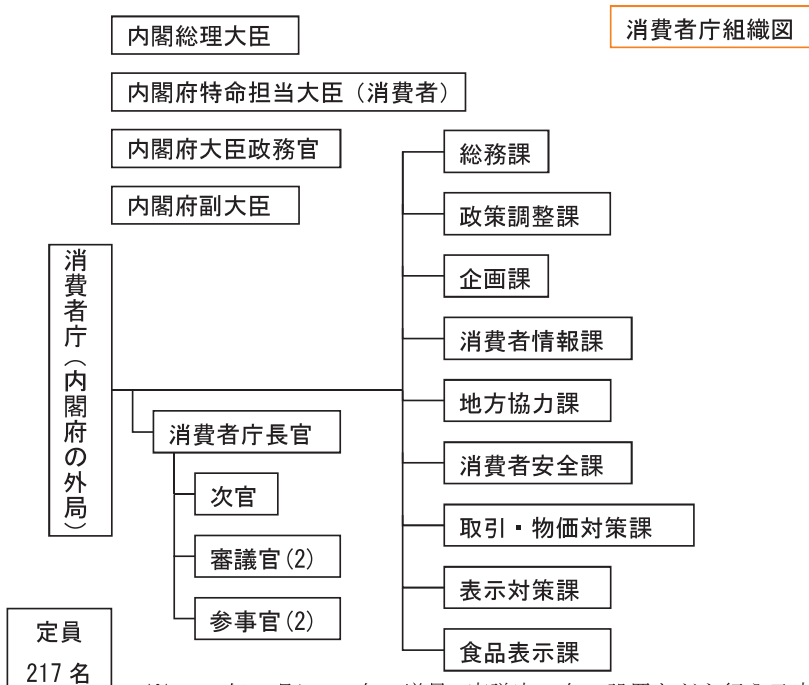 消費者庁組織図
内閣総理大臣
内閣府特命担当大臣（消費者）
内閣府大臣政務官
内閣府副大臣
消費者庁（内閣府の外局）
消費者庁長官
次官
審議官(2)
参事官(2)
総務課
政策調整課
企画課
消費者情報課
地方協力課
消費者安全課
取引・物価対策課
表示対策課
食品表示課
定員
217 名